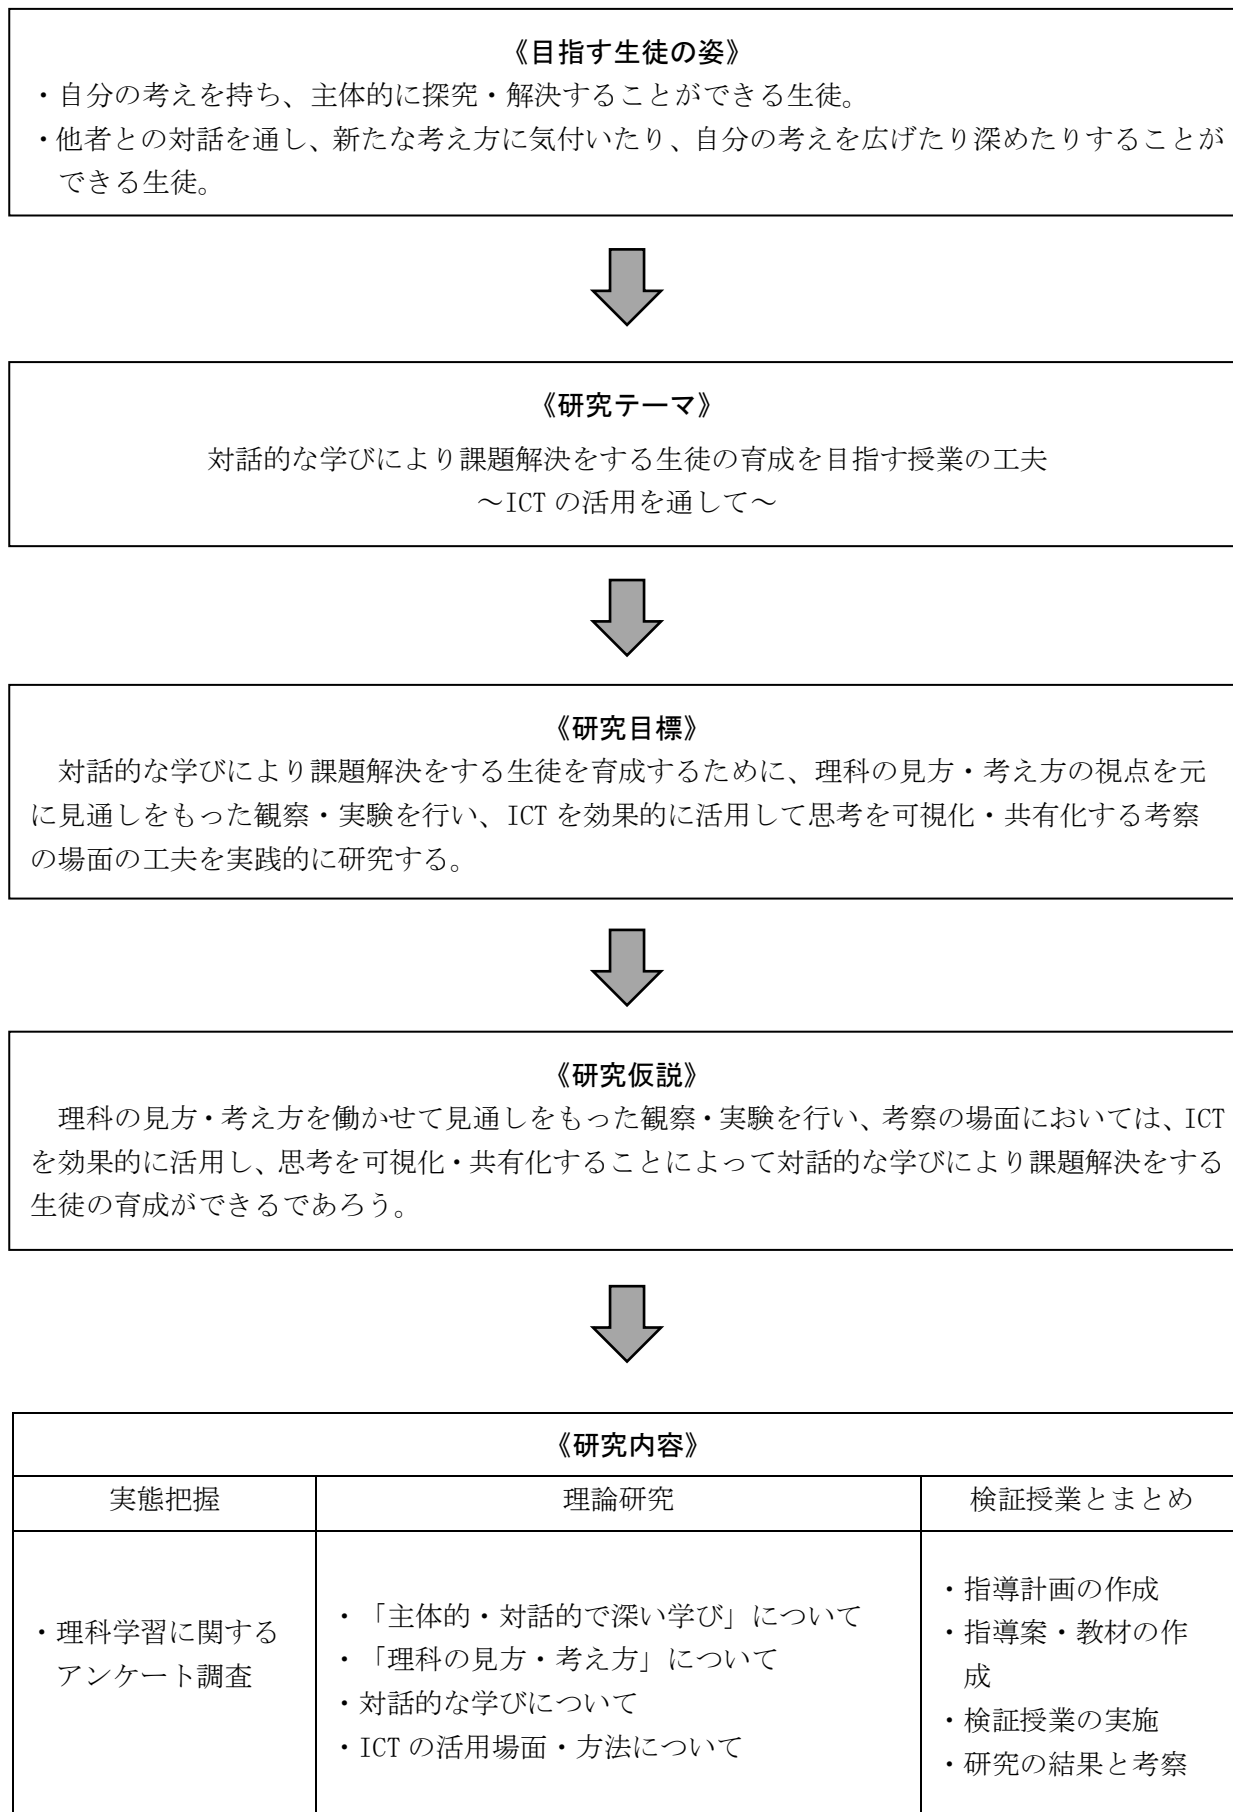 《目指す生徒の姿》
・自分の考えを持ち、主体的に探究・解決することができる生徒。
・他者との対話を通し、新たな考え方に気付いたり、自分の考えを広げたり深めたりすることが
できる生徒。
《研究テーマ》
対話的な学びにより課題解決をする生徒の育成を目指す授業の工夫
～ICTの活用を通して～
《研究目標》
対話的な学びにより課題解決をする生徒を育成するために、理科の見方・考え方の視点を元
に見通しをもった観察・実験を行い、ICTを効果的に活用して思考を可視化・共有化する考察
の場面の工夫を実践的に研究する。
《研究仮説》
理科の見方・考え方を働かせて見通しをもった観察・実験を行い、考察の場面においては、ICT
を効果的に活用し、思考を可視化・共有化することによって対話的な学びにより課題解決をする
生徒の育成ができるであろう。
《研究内容》
実態把握
理論研究
検証授業とまとめ
・理科学習に関する
アンケート調査
・「主体的・対話的で深い学び」について
・「理科の見方・考え方」について
・対話的な学びについて
・ICTの活用場面・方法について
・指導計画の作成
・指導案・教材の作
成
・検証授業の実施
・研究の結果と考察